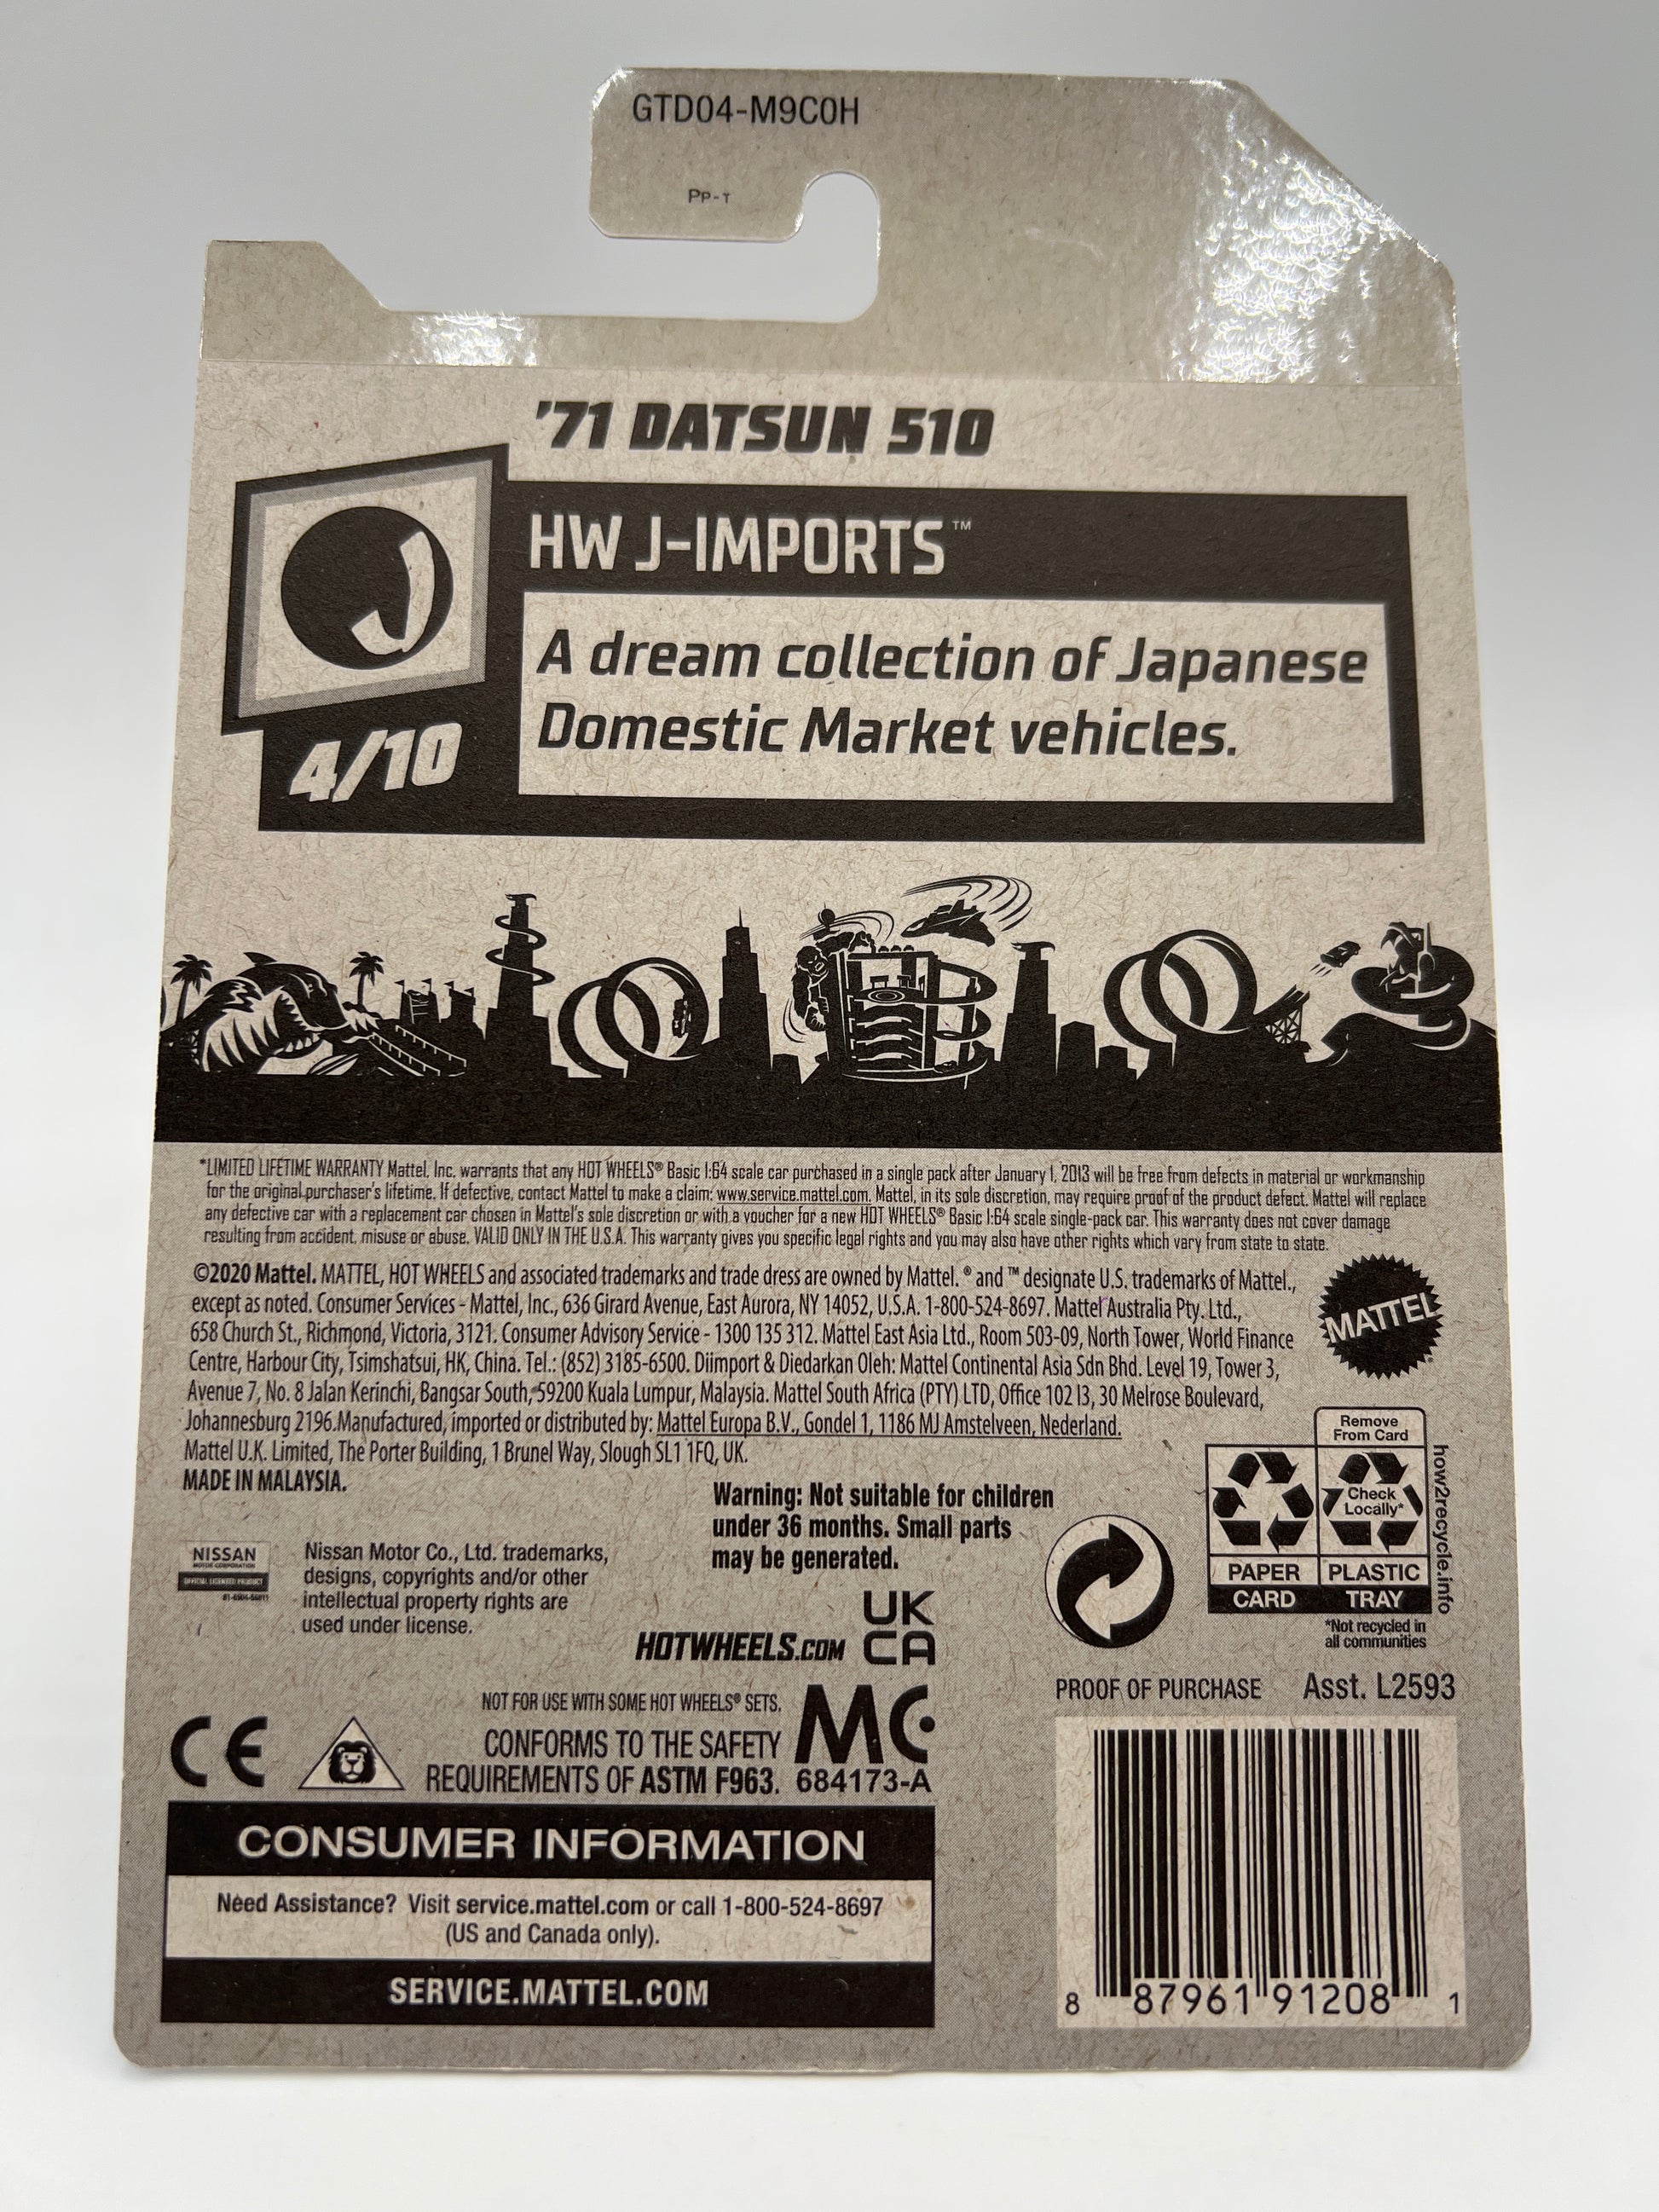 GTD04-M9C0H
PP-T
'71 DATSUN 510
J
HW J-IMPORTS™
A dream collection of Japanese
Domestic Market vehicles.
4/10
*LIMITED LIFETIME WARRANTY Mattel, Inc. warrants that any HOT WHEELS® Basic 1:64 scale car purchased in a single pack after January 1, 2013 will be free from defects in material or workmanship
for the original purchaser's lifetime. If defective, contact Mattel to make a claim: www.service.mattel.com. Mattel, in its sole discretion, may require proof of the product defect. Mattel will replace
any defective car with a replacement car chosen in Mattel's sole discretion or with a voucher for a new HOT WHEELS® Basic 1:64 scale single-pack car. This warranty does not cover damage
resulting from accident, misuse or abuse. VALID ONLY IN THE U.S.A. This warranty gives you specific legal rights and you may also have other rights which vary from state to state.
©2020 Mattel. MATTEL, HOT WHEELS and associated trademarks and trade dress are owned by Mattel. ® and ™ designate U.S. trademarks of Mattel.,
except as noted. Consumer Services - Mattel, Inc., 636 Girard Avenue, East Aurora, NY 14052, U.S.A. 1-800-524-8697. Mattel Australia Pty. Ltd.,
658 Church St., Richmond, Victoria, 3121. Consumer Advisory Service - 1300 135 312. Mattel East Asia Ltd., Room 503-09, North Tower, World Finance
Centre, Harbour City, Tsimshatsui, HK, China. Tel.: (852) 3185-6500. Diimport & Diedarkan Oleh: Mattel Continental Asia Sdn Bhd. Level 19, Tower 3,
Avenue 7, No. 8 Jalan Kerinchi, Bangsar South, 59200 Kuala Lumpur, Malaysia. Mattel South Africa (PTY) LTD, Office 102 I3, 30 Melrose Boulevard,
Johannesburg 2196.Manufactured, imported or distributed by: Mattel Europa B.V., Gondel 1, 1186 MJ Amstelveen, Nederland.
Mattel U.K. Limited, The Porter Building, 1 Brunel Way, Slough SL1 1FQ, UK.
MADE IN MALAYSIA.
MATTEL
Remove
From Card
Check
Locally*
PAPER PLASTIC
CARD TRAY
how2recycle.info
*Not recycled in
all communities
Warning: Not suitable for children
under 36 months. Small parts
may be generated.
NISSAN
MOTOR CORPORATION
OFFICIAL LICENSED PRODUCT
Nissan Motor Co., Ltd. trademarks,
designs, copyrights and/or other
intellectual property rights are
used under license.
HOTWHEELS.COM
UK
CA
NOT FOR USE WITH SOME HOT WHEELS® SETS.
CE
CONFORMS TO THE SAFETY
REQUIREMENTS OF ASTM F963.
MC
684173-A
PROOF OF PURCHASE Asst. L2593
CONSUMER INFORMATION
Need Assistance? Visit service.mattel.com or call 1-800-524-8697
(US and Canada only).
SERVICE.MATTEL.COM
8 87961 91208 1